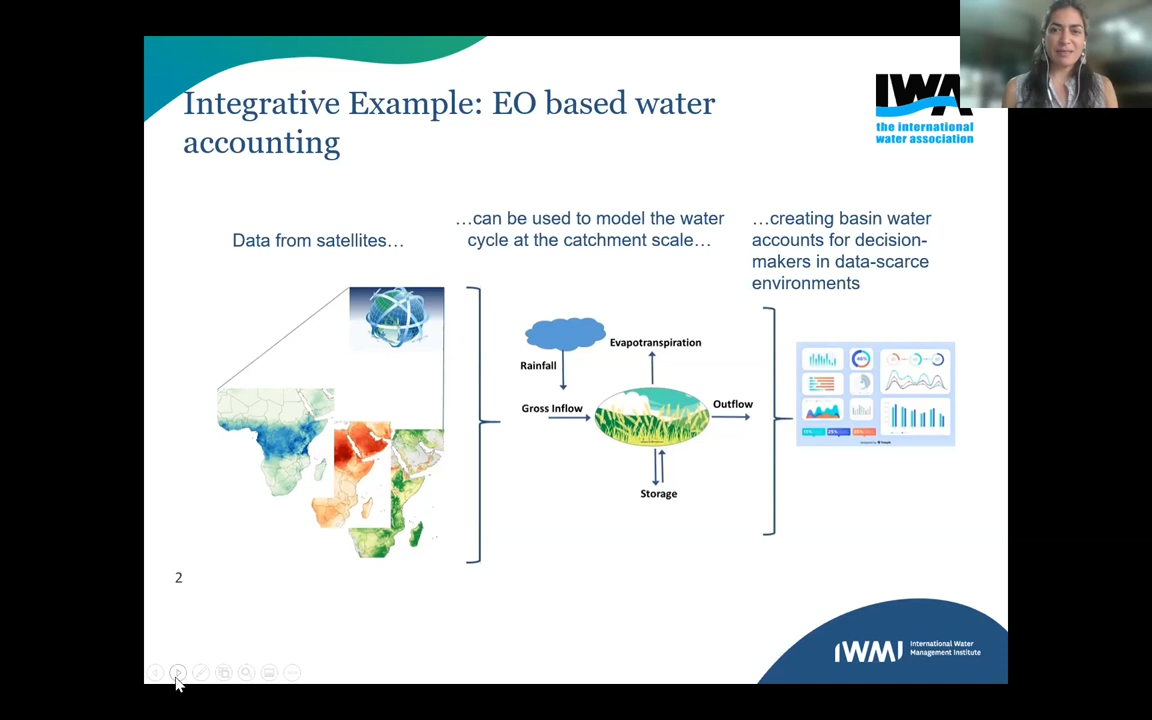 Integrative Example: EO based water
accounting
IWA
the international
water association
Data from satellites…
…can be used to model the water
cycle at the catchment scale…
…creating basin water
accounts for decision-
makers in data-scarce
environments
Rainfall
Evapotranspiration
Gross Inflow
Outflow
Storage
2
IWMI
International Water
Management Institute